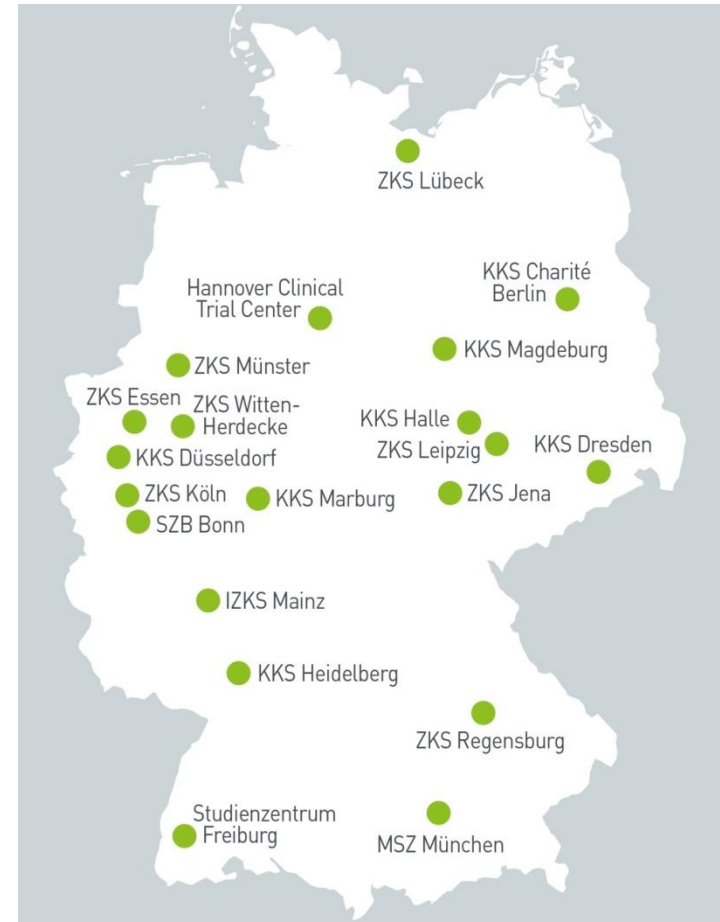 ZKS Lübeck
KKS Charité
Berlin
Hannover Clinical
Trial Center
KKS Magdeburg
ZKS Münster
ZKS Essen
ZKS Witten-
Herdecke
KKS Halle
ZKS Leipzig
KKS Dresden
KKS Düsseldorf
ZKS Köln
KKS Marburg
ZKS Jena
SZB Bonn
IZKS Mainz
KKS Heidelberg
ZKS Regensburg
Studienzentrum
Freiburg
MSZ München